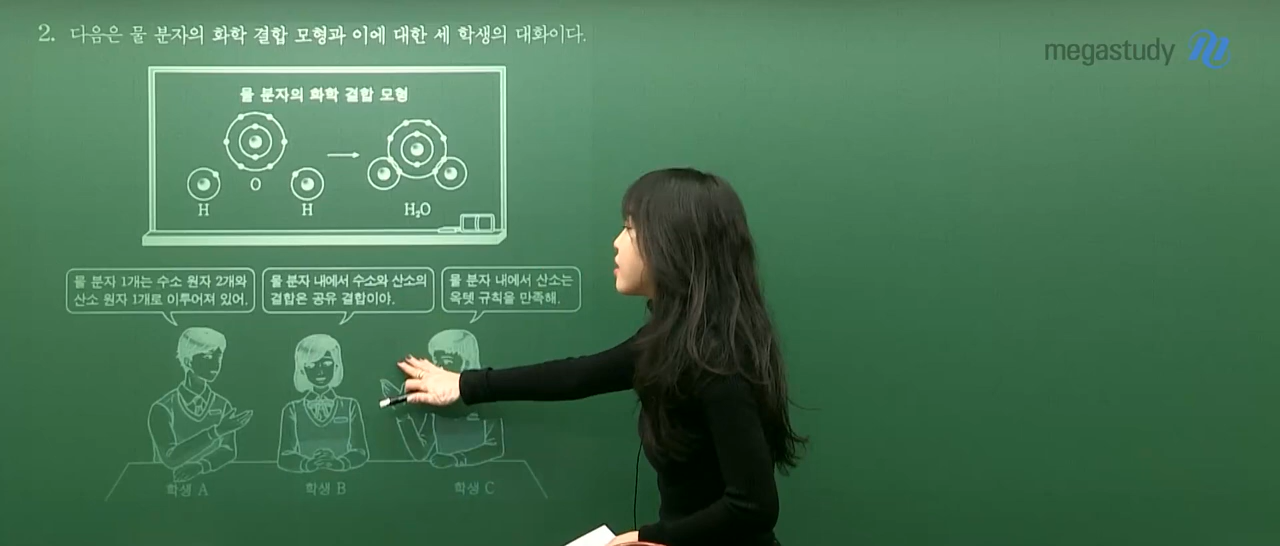 2. 다음은 물 분자의 화학 결합 모형과 이에 대한 세 학생의 대화이다.
megastudy
물 분자의 화학 결합 모형
O
H
H
H₂O
물 분자 1개는 수소 원자 2개와
산소 원자 1개로 이루어져 있어.
물 분자 내에서 수소와 산소의
결합은 공유 결합이야.
물 분자 내에서 산소는
옥텟 규칙을 만족해.
학생 A
학생 B
학생 C